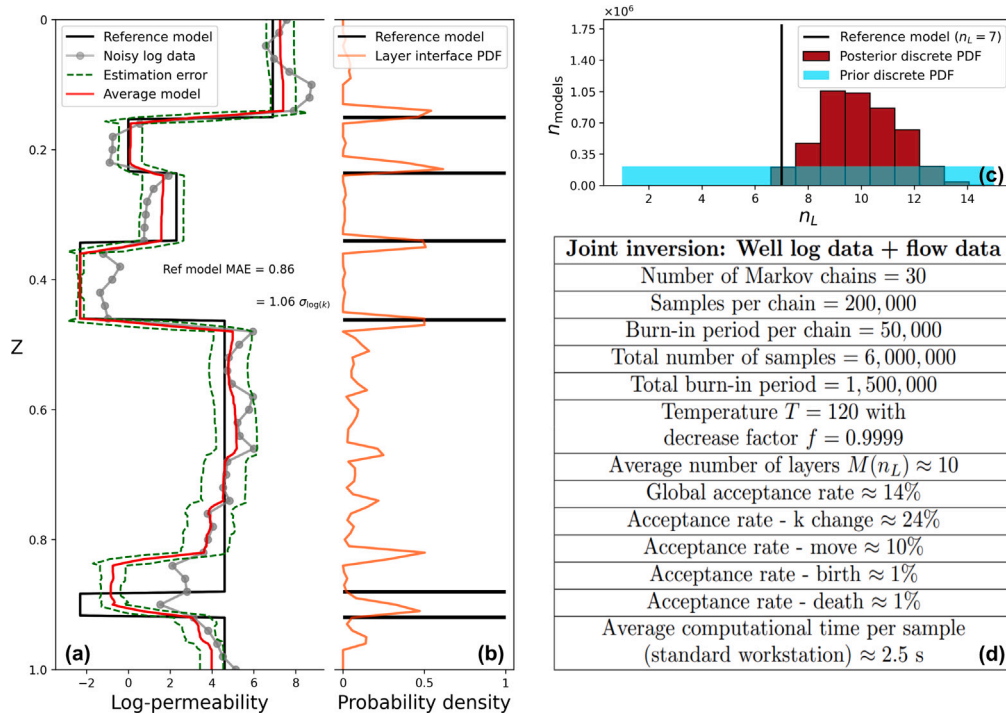 Reference model
Noisy log data
Estimation error
Average model
Ref model MAE = 0.86
= 1.06 σlog(k)
0
0.2
0.4
0.6
0.8
1.0
Z
(a)
−2
0
2
4
6
8
Log-permeability
Reference model
Layer interface PDF
(b)
0
0.5
1
Probability density
×10⁶
Reference model (nL = 7)
Posterior discrete PDF
Prior discrete PDF
1.75
1.40
1.05
0.70
0.35
0.00
nmodels
(c)
2
4
6
8
10
12
14
nL
Joint inversion: Well log data + flow data
Number of Markov chains = 30
Samples per chain = 200,000
Burn-in period per chain = 50,000
Total number of samples = 6,000,000
Total burn-in period = 1,500,000
Temperature T = 120 with
decrease factor f = 0.9999
Average number of layers M(nL) ≈ 10
Global acceptance rate ≈ 14%
Acceptance rate - k change ≈ 24%
Acceptance rate - move ≈ 10%
Acceptance rate - birth ≈ 1%
Acceptance rate - death ≈ 1%
Average computational time per sample
(standard workstation) ≈ 2.5 s
(d)